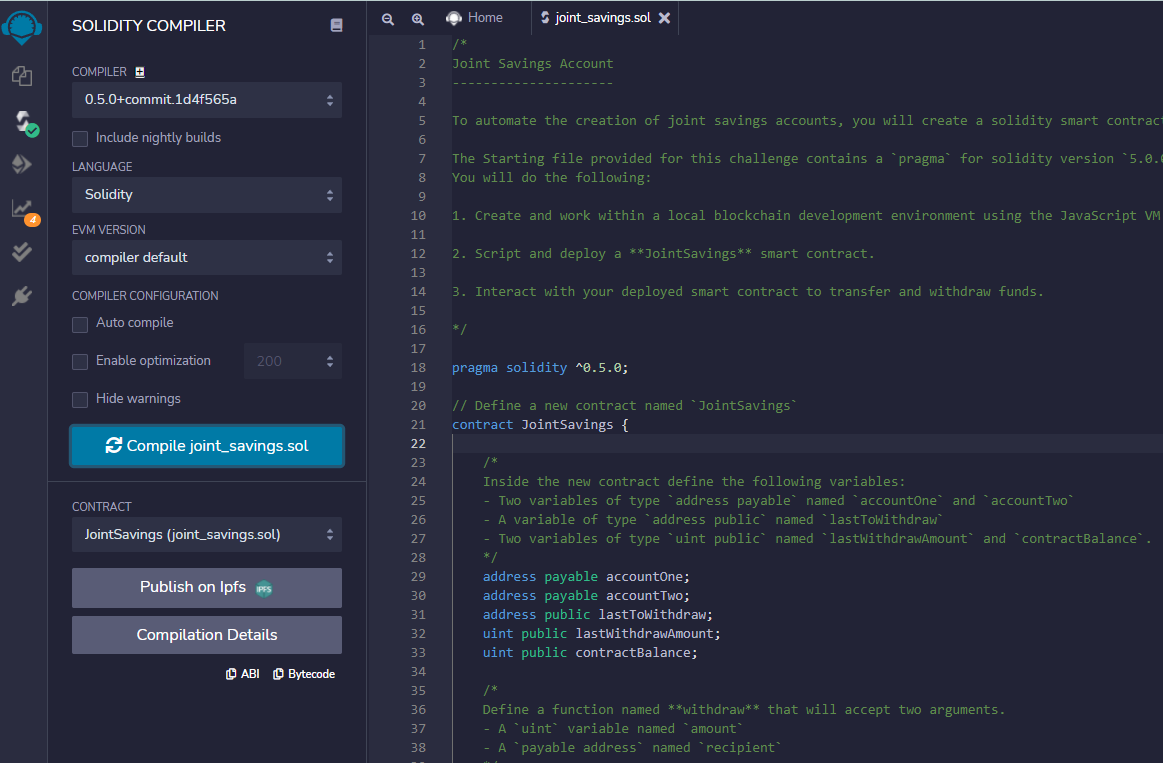 SOLIDITY COMPILER
COMPILER
0.5.0+commit.1d4f565a
Include nightly builds
LANGUAGE
Solidity
EVM VERSION
compiler default
COMPILER CONFIGURATION
Auto compile
Enable optimization
200
Hide warnings
Compile joint_savings.sol
CONTRACT
JointSavings (joint_savings.sol)
Publish on Ipfs
IPFS
Compilation Details
ABI
Bytecode
4
Home
joint_savings.sol
1 /*
2 Joint Savings Account
3 ---------------------
4
5 To automate the creation of joint savings accounts, you will create a solidity smart contract
6
7 The Starting file provided for this challenge contains a `pragma` for solidity version `5.0.0
8 You will do the following:
9
10 1. Create and work within a local blockchain development environment using the JavaScript VM
11
12 2. Script and deploy a **JointSavings** smart contract.
13
14 3. Interact with your deployed smart contract to transfer and withdraw funds.
15
16 */
17
18 pragma solidity ^0.5.0;
19
20 // Define a new contract named `JointSavings`
21 contract JointSavings {
22
23 /*
24 Inside the new contract define the following variables:
25 - Two variables of type `address payable` named `accountOne` and `accountTwo`
26 - A variable of type `address public` named `lastToWithdraw`
27 - Two variables of type `uint public` named `lastWithdrawAmount` and `contractBalance`.
28 */
29 address payable accountOne;
30 address payable accountTwo;
31 address public lastToWithdraw;
32 uint public lastWithdrawAmount;
33 uint public contractBalance;
34
35 /*
36 Define a function named **withdraw** that will accept two arguments.
37 - A `uint` variable named `amount`
38 - A `payable address` named `recipient`